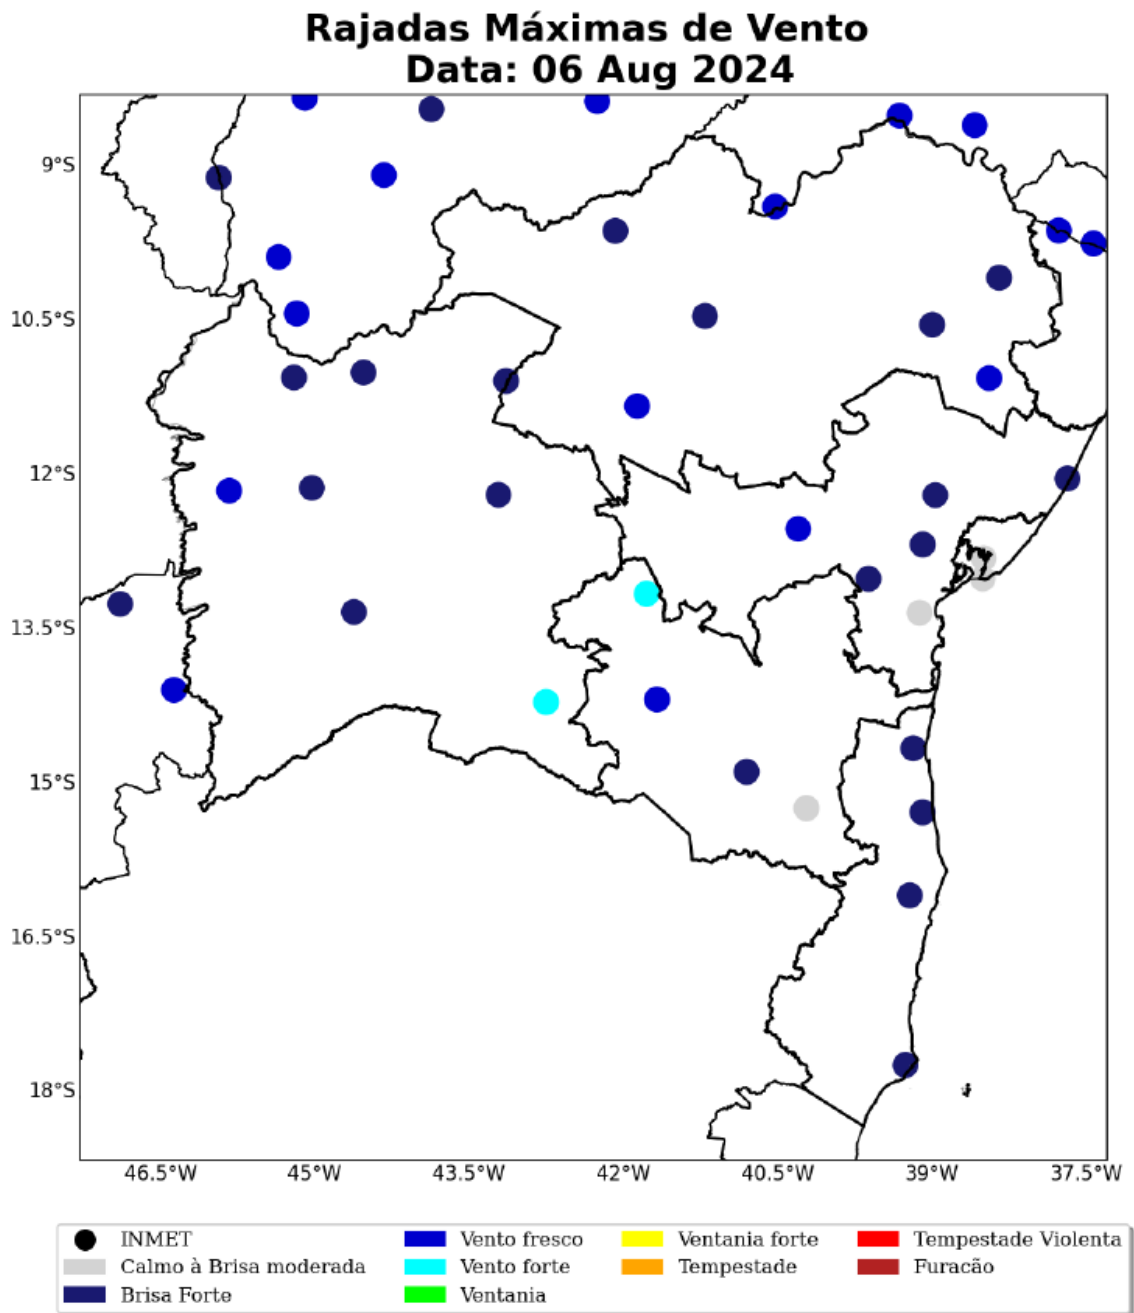 Rajadas Máximas de Vento
Data: 06 Aug 2024
9°S
10.5°S
12°S
13.5°S
15°S
16.5°S
18°S
46.5°W 45°W 43.5°W 42°W 40.5°W 39°W 37.5°W
INMET Vento fresco Ventania forte Tempestade Violenta
Calmo à Brisa moderada Vento forte Tempestade Furacão
Brisa Forte Ventania